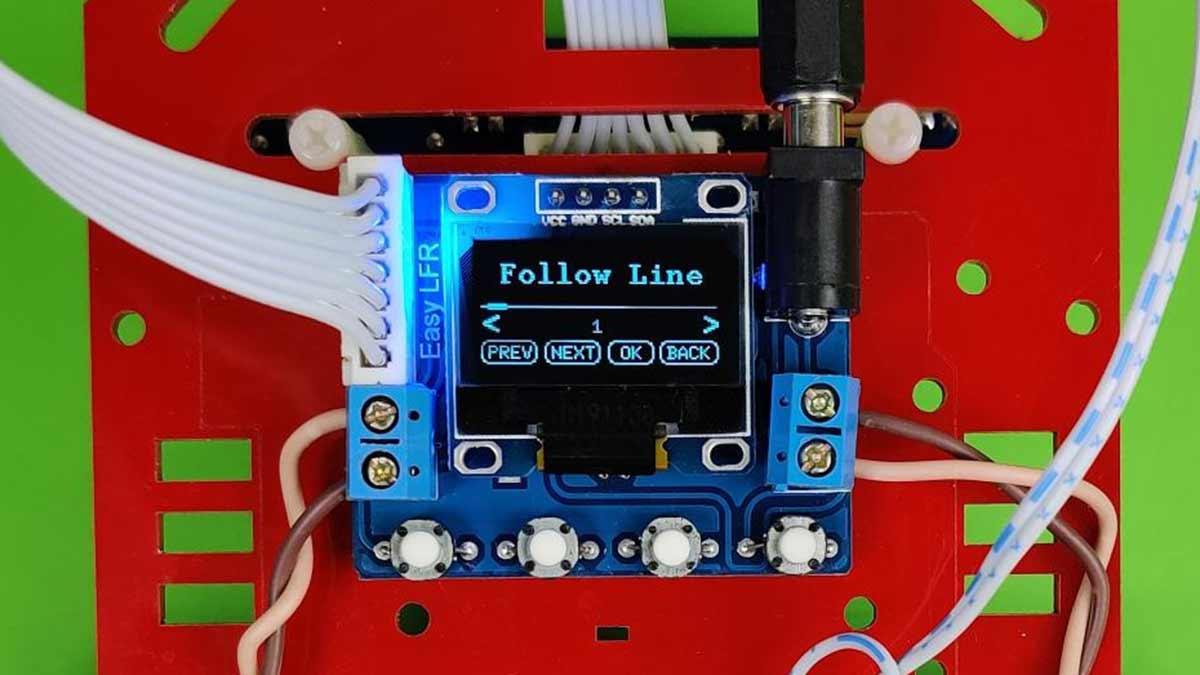 VCC GND SCL SDA
Easy LFR
Follow Line
< 1 >
PREV NEXT OK BACK